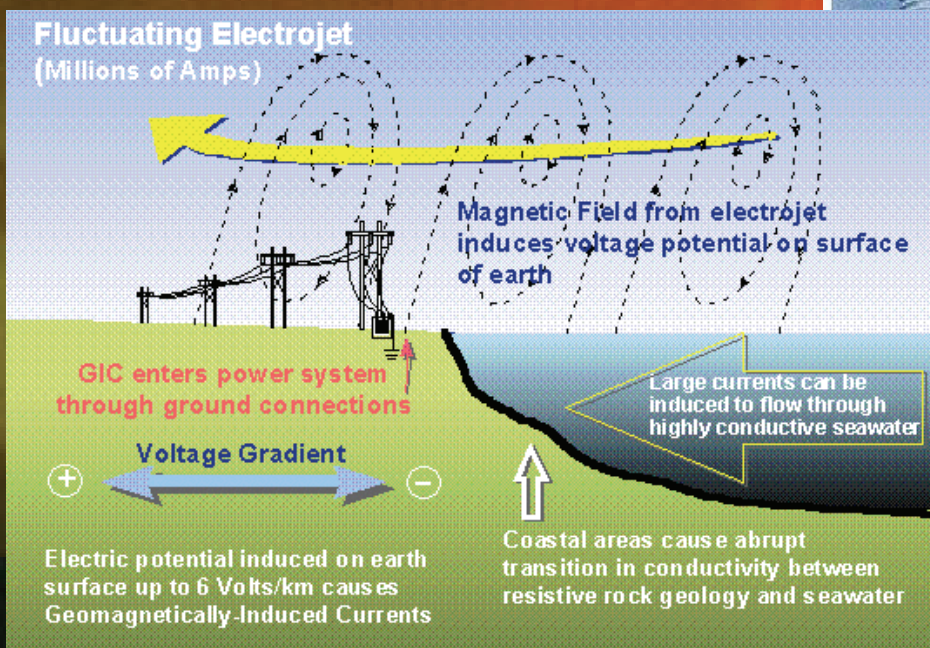 Fluctuating Electrojet
(Millions of Amps)
Magnetic Field from electrojet
induces voltage potential on surface
of earth
GIC enters power system
through ground connections
Large currents can be
induced to flow through
highly conductive seawater
Voltage Gradient
+
−
Electric potential induced on earth
surface up to 6 Volts/km causes
Geomagnetically-Induced Currents
Coastal areas cause abrupt
transition in conductivity between
resistive rock geology and seawater